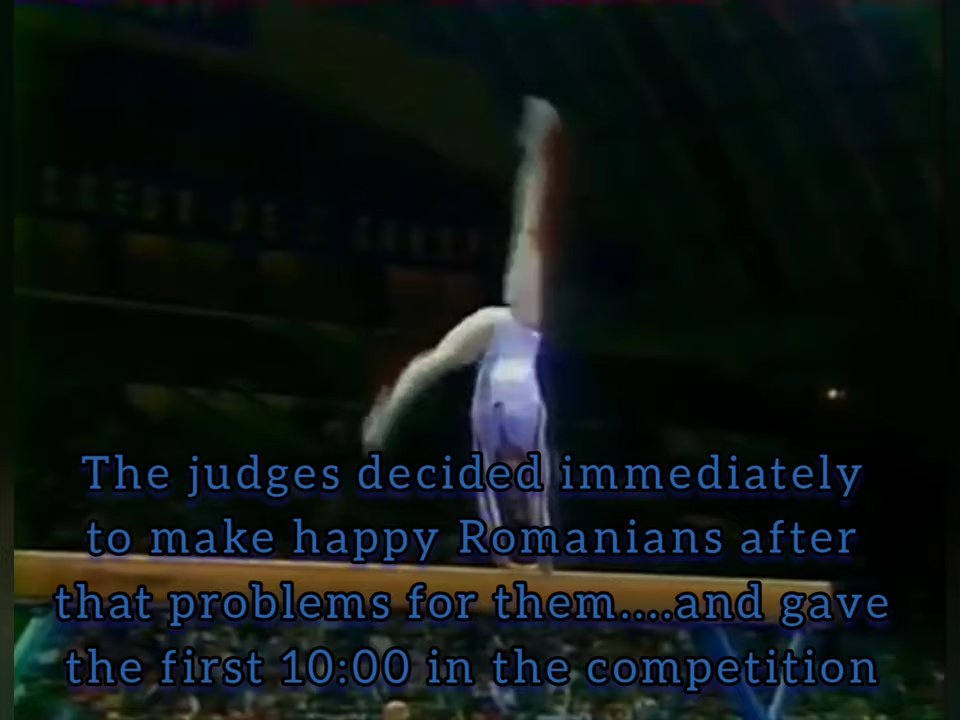 The judges decided immediately
to make happy Romanians after
that problems for them....and gave
the first 10:00 in the competition